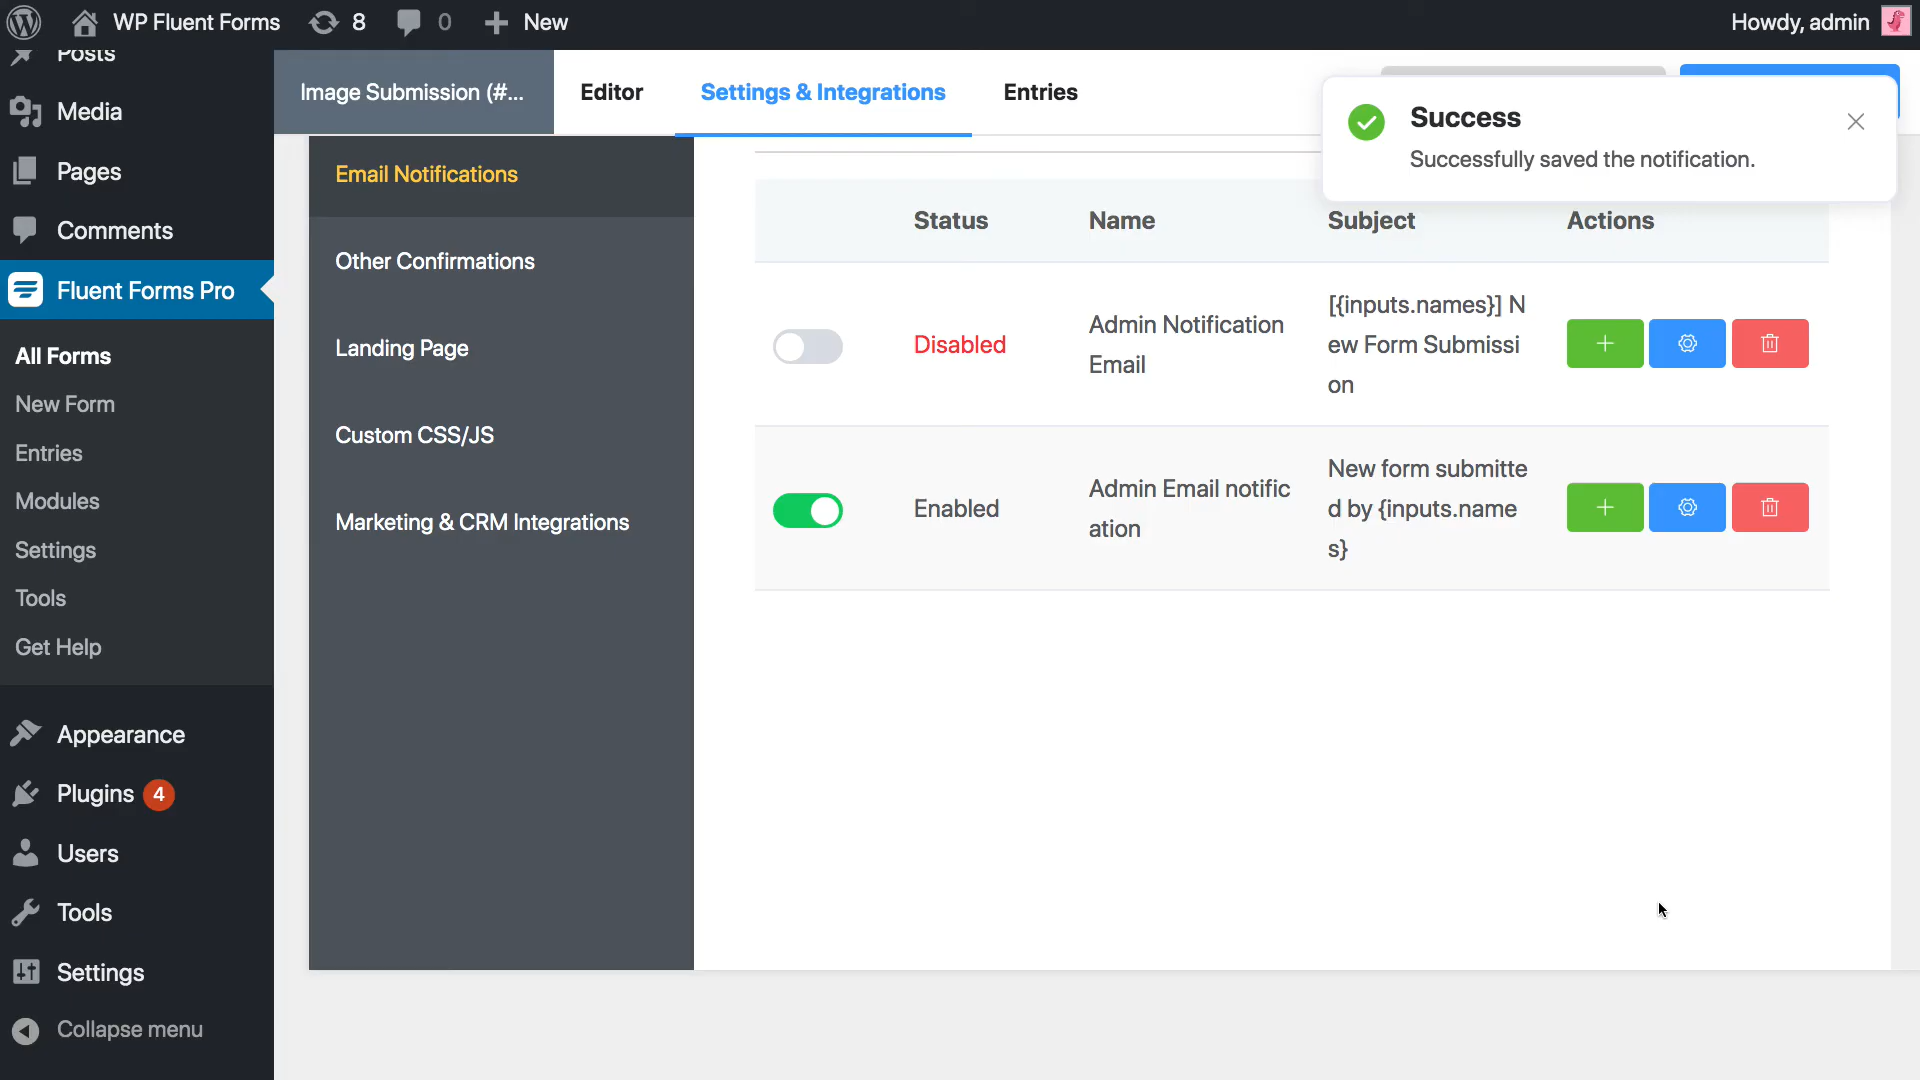 WP Fluent Forms
8
0
New
Howdy, admin
Posts
Media
Pages
Comments
Fluent Forms Pro
All Forms
New Form
Entries
Modules
Settings
Tools
Get Help
Appearance
Plugins 4
Users
Tools
Settings
Collapse menu
Image Submission (#...
Editor
Settings & Integrations
Entries
Success
Successfully saved the notification.
Email Notifications
Other Confirmations
Landing Page
Custom CSS/JS
Marketing & CRM Integrations
Status
Name
Subject
Actions
Disabled
Admin Notification
Email
[{inputs.names}] N
ew Form Submissi
on
Enabled
Admin Email notific
ation
New form submitte
d by {inputs.name
s}